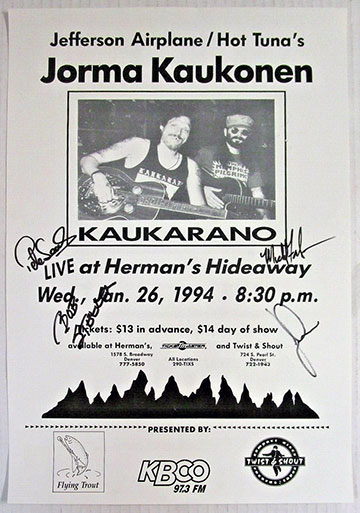 Jefferson Airplane / Hot Tuna's
Jorma Kaukonen
KAUKARANO
LIVE at Herman's Hideaway
Wed. Jan. 26, 1994 • 8:30 p.m.
Tickets: $13 in advance, $14 day of show
available at Herman's, TICKETMASTER and Twist & Shout
1578 S. Broadway All Locations 724 S. Pearl St.
Denver 290-TIXS Denver
777-5850 722-1943
PRESENTED BY:
Flying Trout
KBCO
97.3 FM
TWIST & SHOUT